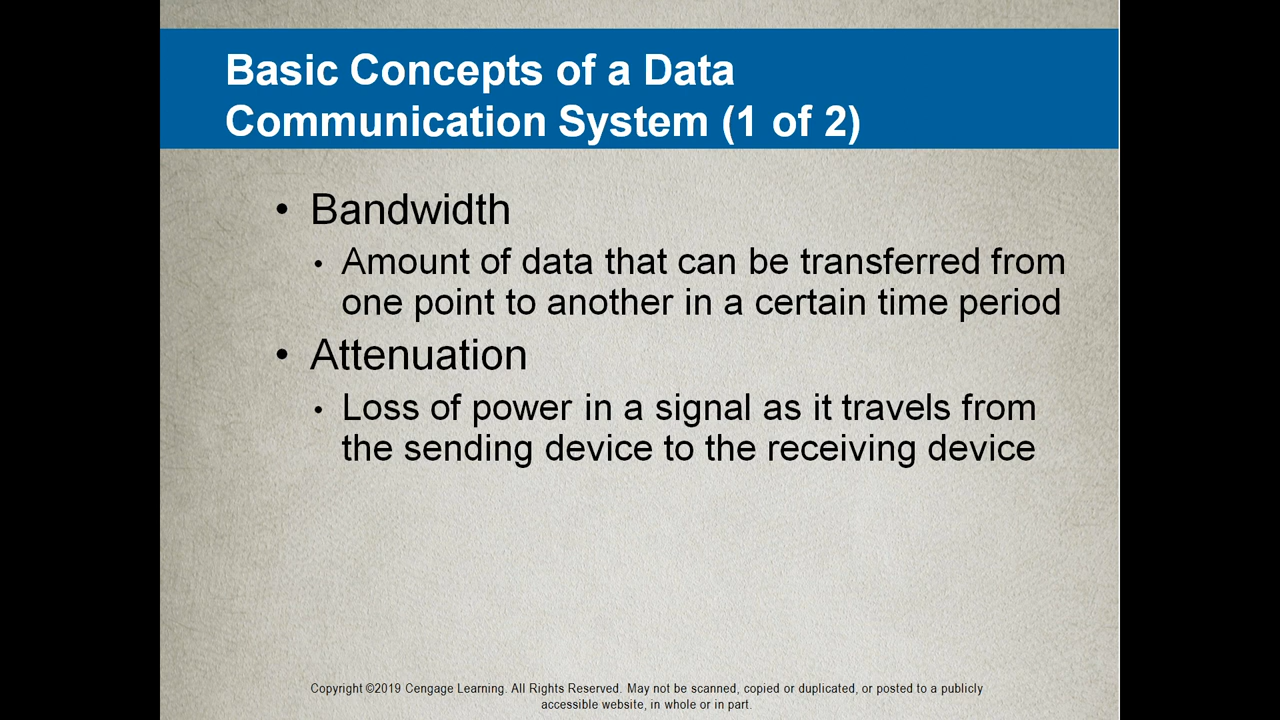 Basic Concepts of a Data
Communication System (1 of 2)
• Bandwidth
• Amount of data that can be transferred from
one point to another in a certain time period
• Attenuation
• Loss of power in a signal as it travels from
the sending device to the receiving device
Copyright ©2019 Cengage Learning. All Rights Reserved. May not be scanned, copied or duplicated, or posted to a publicly
accessible website, in whole or in part.